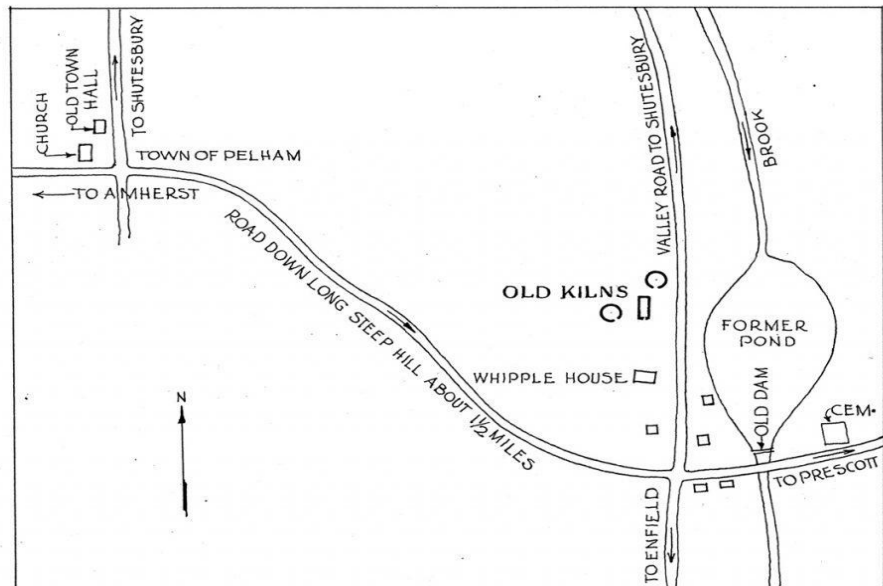 CHURCH
OLD TOWN
HALL
TO SHUTESBURY
TOWN OF PELHAM
TO AMHERST
ROAD DOWN LONG STEEP HILL ABOUT 1½ MILES
VALLEY ROAD TO SHUTESBURY
BROOK
OLD KILNS
FORMER
POND
WHIPPLE HOUSE
OLD DAM
CEM.
N
TO PRESCOTT
TO ENFIELD